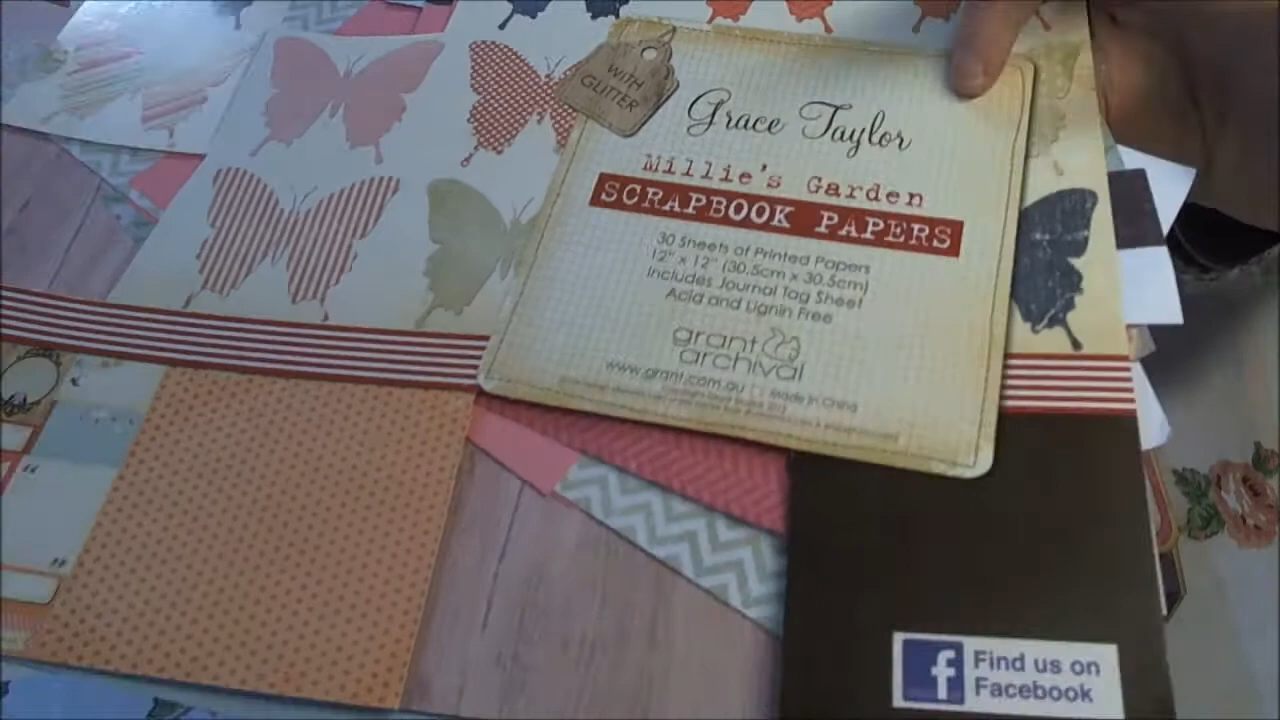 WITH
GLITTER
Grace Taylor
Millie's Garden
SCRAPBOOK PAPERS
30 Sheets of Printed Papers
12" x 12" (30.5cm x 30.5cm)
Includes Journal Tag Sheet
Acid and Lignin Free
grant
archival
www.grant.com.au Made in China
f Find us on
Facebook